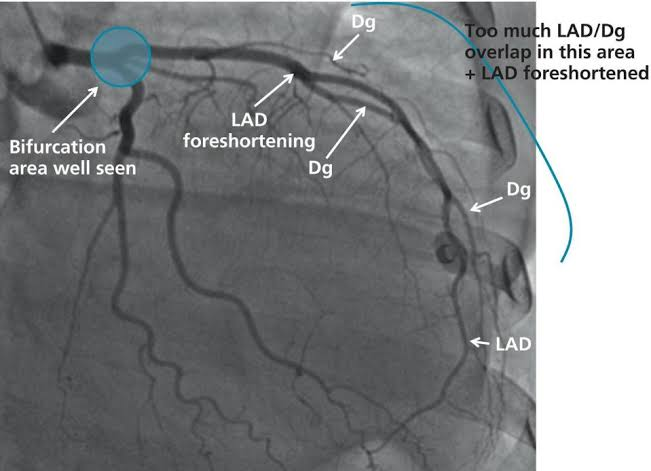 Dg
Too much LAD/Dg
overlap in this area
+ LAD foreshortened
LAD
foreshortening
Bifurcation
area well seen
Dg
Dg
LAD